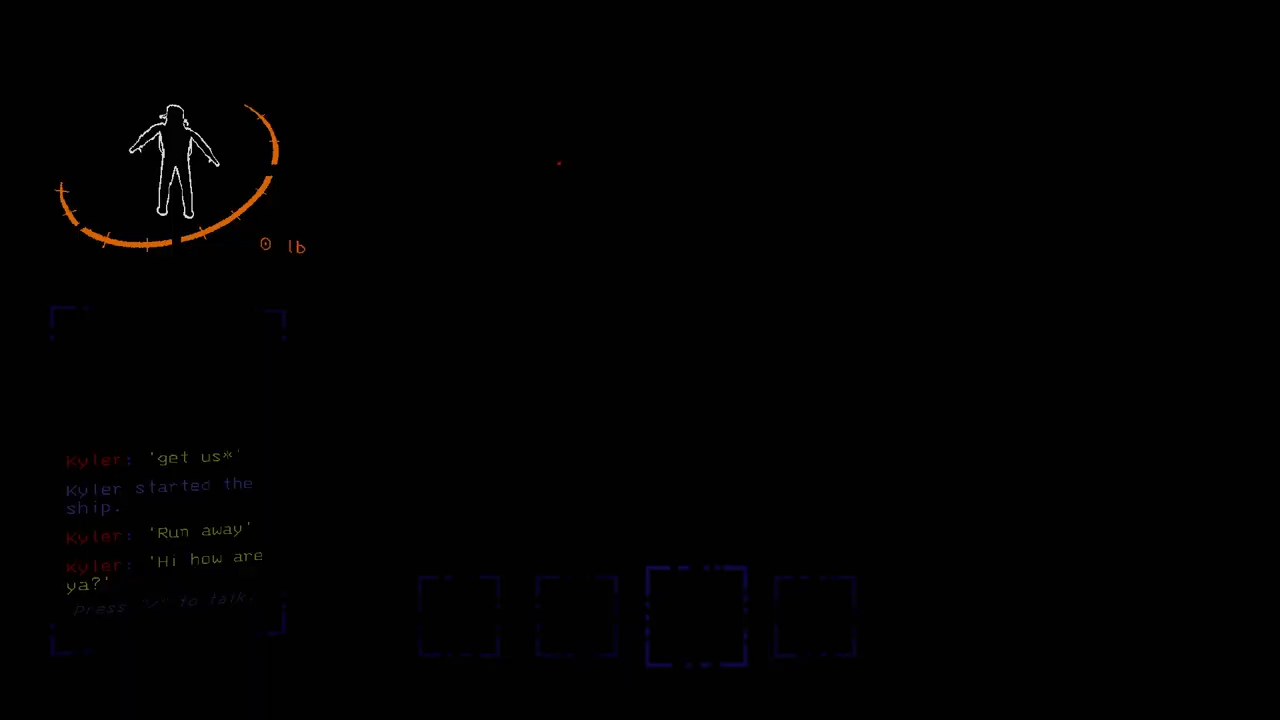 0 lb
Kyler: 'get us*'
Kyler started the
ship.
Kyler: 'Run away'
Kyler: 'Hi how are
ya?'
Press "/" to talk.